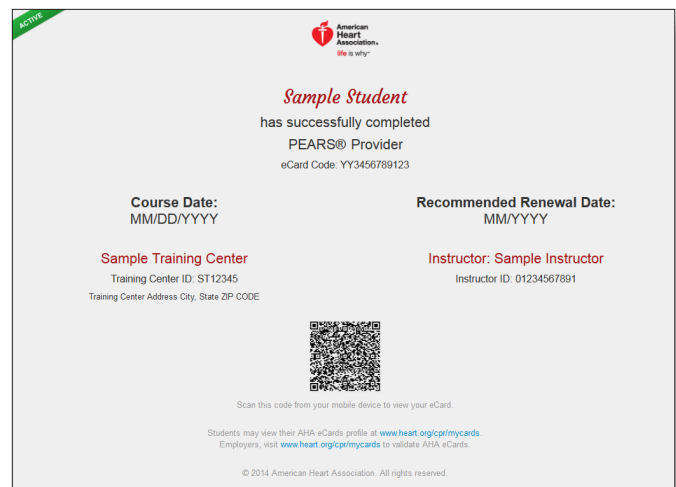 ACTIVE
American
Heart
Association®
life is why™
Sample Student
has successfully completed
PEARS® Provider
eCard Code: YY3456789123
Course Date:
MM/DD/YYYY
Recommended Renewal Date:
MM/YYYY
Sample Training Center
Training Center ID: ST12345
Training Center Address City, State ZIP CODE
Instructor: Sample Instructor
Instructor ID: 01234567891
Scan this code from your mobile device to view your eCard.
Students may view their AHA eCards profile at www.heart.org/cpr/mycards.
Employers, visit www.heart.org/cpr/mycards to validate AHA eCards.
© 2014 American Heart Association. All rights reserved.